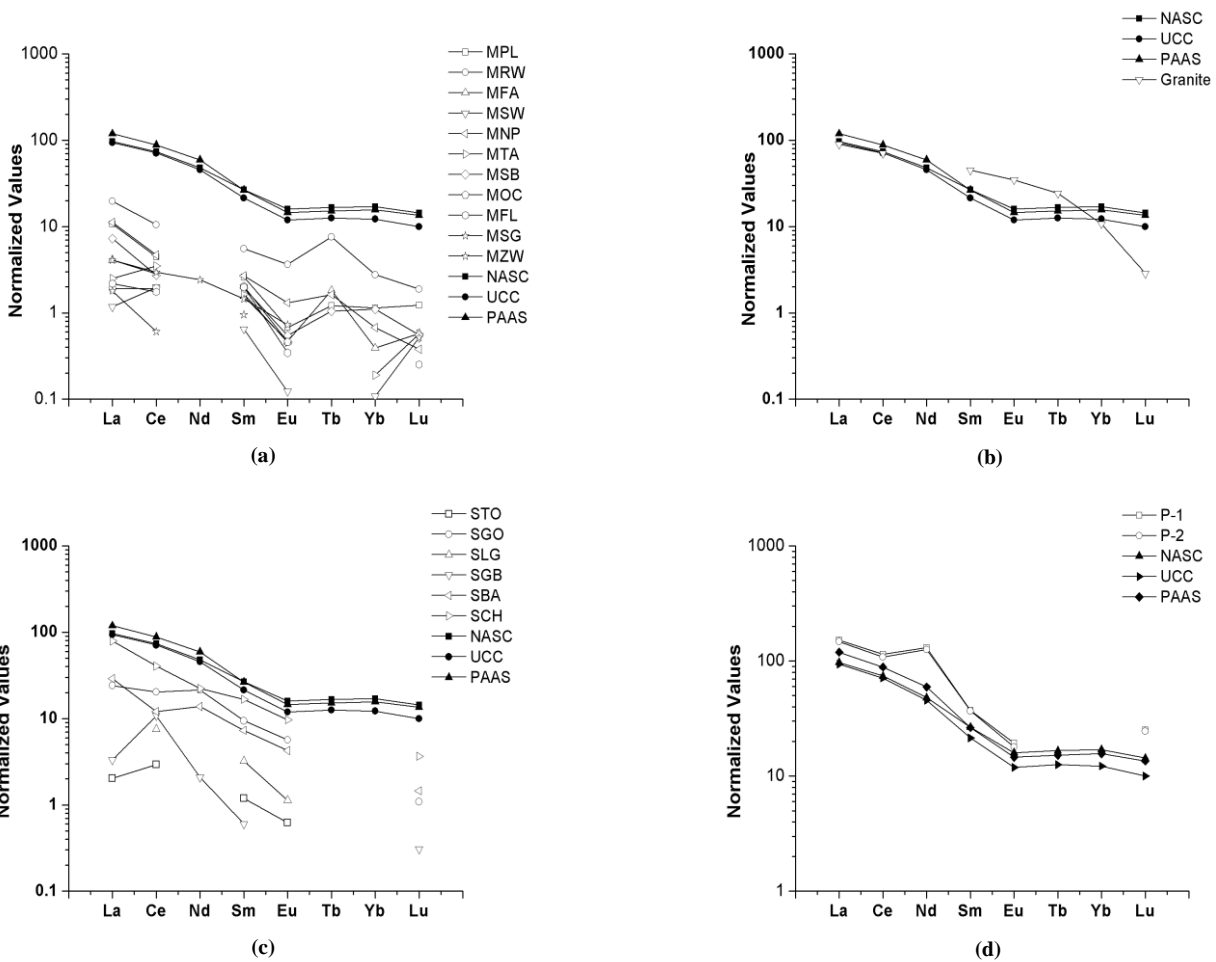 1000
100
10
1
0.1
Normalized Values
La Ce Nd Sm Eu Tb Yb Lu
MPL
MRW
MFA
MSW
MNP
MTA
MSB
MOC
MFL
MSG
MZW
NASC
UCC
PAAS
(a)
1000
100
10
1
0.1
Normalized Values
La Ce Nd Sm Eu Tb Yb Lu
NASC
UCC
PAAS
Granite
(b)
1000
100
10
1
0.1
Normalized Values
La Ce Nd Sm Eu Tb Yb Lu
STO
SGO
SLG
SGB
SBA
SCH
NASC
UCC
PAAS
(c)
1000
100
10
1
Normalized Values
La Ce Nd Sm Eu Tb Yb Lu
P-1
P-2
NASC
UCC
PAAS
(d)